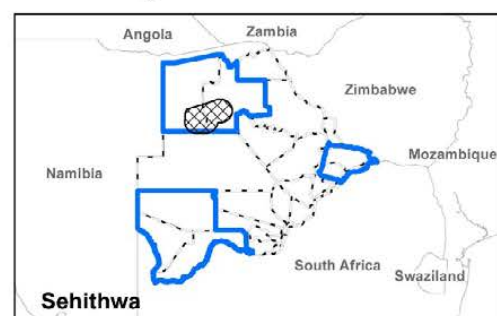 Angola
Zambia
Zimbabwe
Mozambique
Namibia
South Africa
Swaziland
Sehithwa